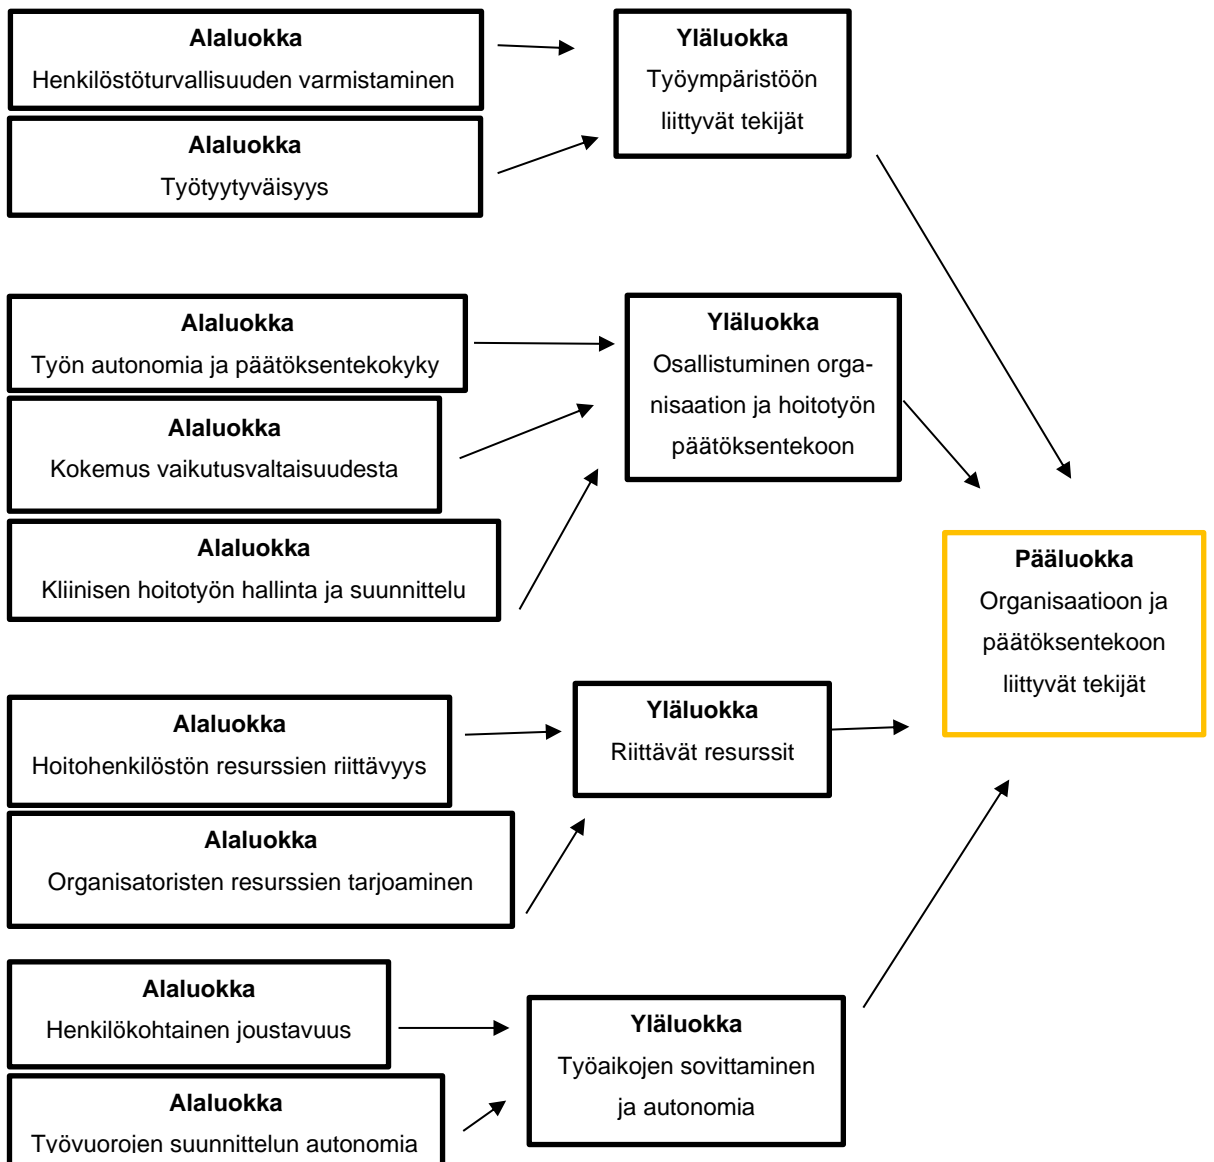 Alaluokka
Henkilöstöturvallisuuden varmistaminen
Alaluokka
Työtyytyväisyys
Yläluokka
Työympäristöön
liittyvät tekijät
Alaluokka
Työn autonomia ja päätöksentekokyky
Alaluokka
Kokemus vaikutusvaltaisuudesta
Alaluokka
Kliinisen hoitotyön hallinta ja suunnittelu
Yläluokka
Osallistuminen orga-
nisaation ja hoitotyön
päätöksentekoon
Alaluokka
Hoitohenkilöstön resurssien riittävyys
Alaluokka
Organisatoristen resurssien tarjoaminen
Yläluokka
Riittävät resurssit
Alaluokka
Henkilökohtainen joustavuus
Alaluokka
Työvuorojen suunnittelun autonomia
Yläluokka
Työaikojen sovittaminen
ja autonomia
Pääluokka
Organisaatioon ja
päätöksentekoon
liittyvät tekijät